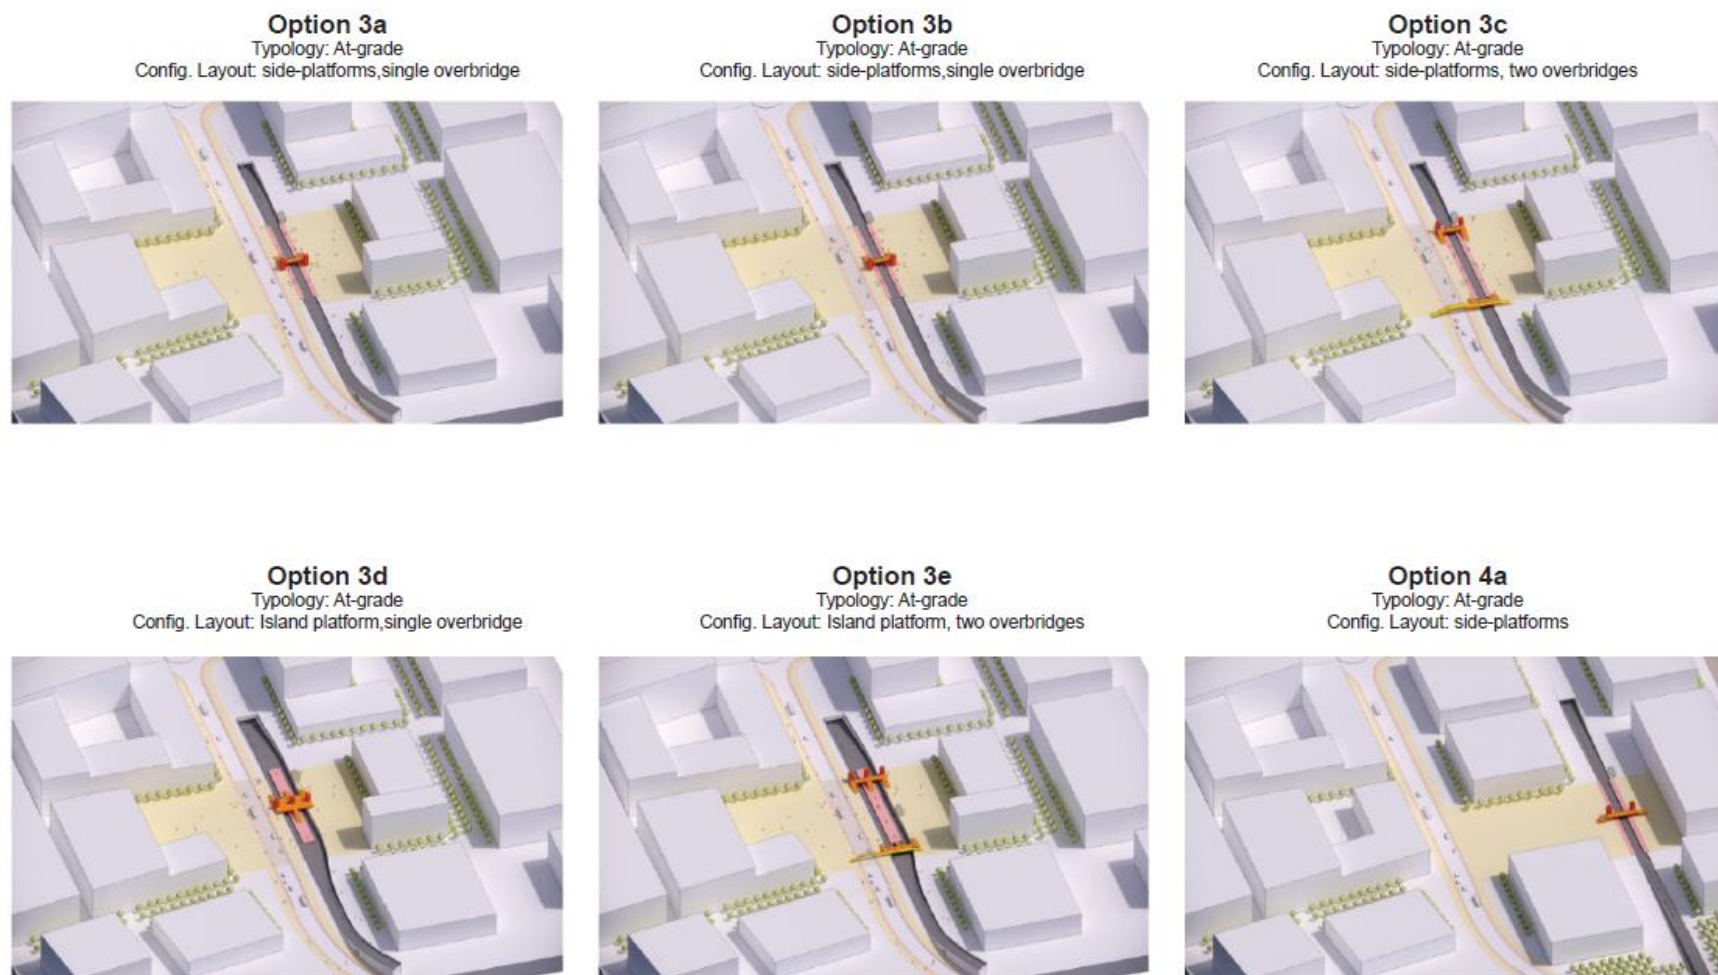 Option 3a
Typology: At-grade
Config. Layout: side-platforms,single overbridge
Option 3b
Typology: At-grade
Config. Layout: side-platforms,single overbridge
Option 3c
Typology: At-grade
Config. Layout: side-platforms, two overbridges
Option 3d
Typology: At-grade
Config. Layout: Island platform,single overbridge
Option 3e
Typology: At-grade
Config. Layout: Island platform, two overbridges
Option 4a
Typology: At-grade
Config. Layout: side-platforms